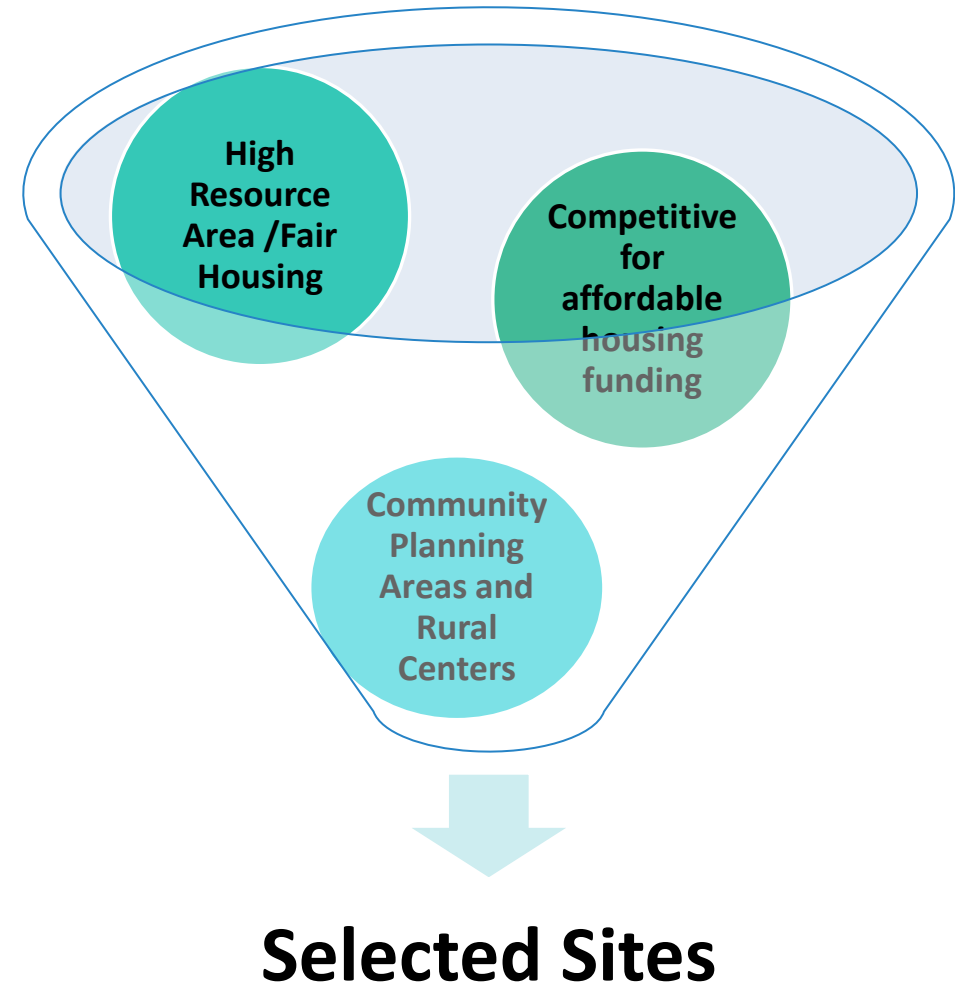 High
Resource
Area /Fair
Housing
Competitive
for
affordable
housing
funding
Community
Planning
Areas and
Rural
Centers
Selected Sites